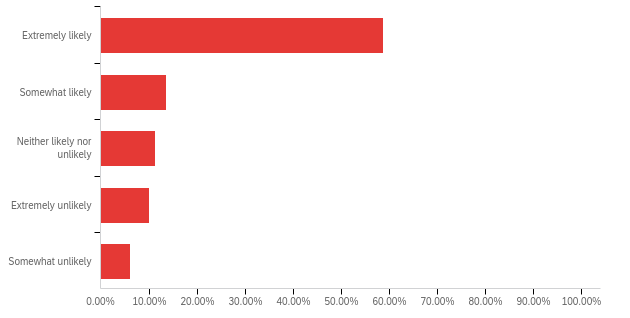 Extremely likely
Somewhat likely
Neither likely nor
unlikely
Extremely unlikely
Somewhat unlikely
0.00% 10.00% 20.00% 30.00% 40.00% 50.00% 60.00% 70.00% 80.00% 90.00% 100.00%